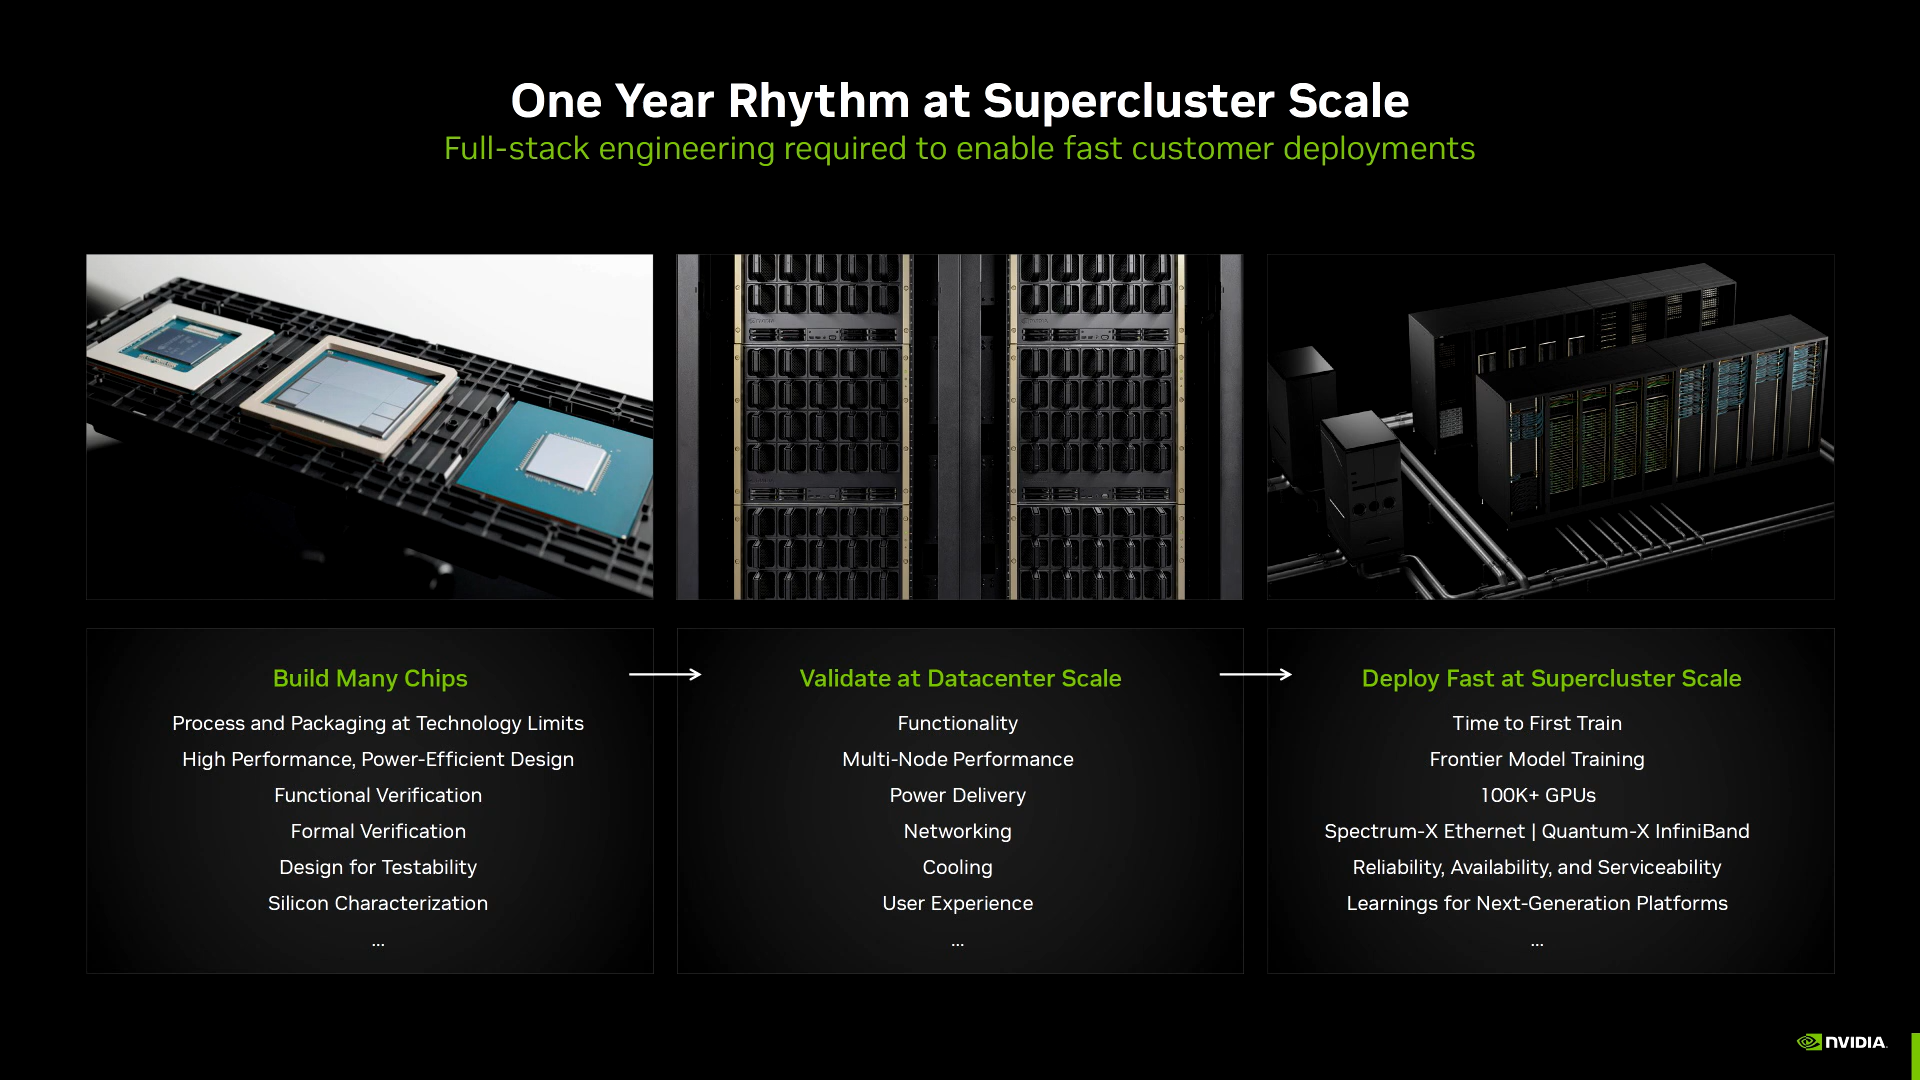 One Year Rhythm at Supercluster Scale
Full-stack engineering required to enable fast customer deployments
Build Many Chips
Process and Packaging at Technology Limits
High Performance, Power-Efficient Design
Functional Verification
Formal Verification
Design for Testability
Silicon Characterization
...
Validate at Datacenter Scale
Functionality
Multi-Node Performance
Power Delivery
Networking
Cooling
User Experience
...
Deploy Fast at Supercluster Scale
Time to First Train
Frontier Model Training
100K+ GPUs
Spectrum-X Ethernet | Quantum-X InfiniBand
Reliability, Availability, and Serviceability
Learnings for Next-Generation Platforms
...
NVIDIA.